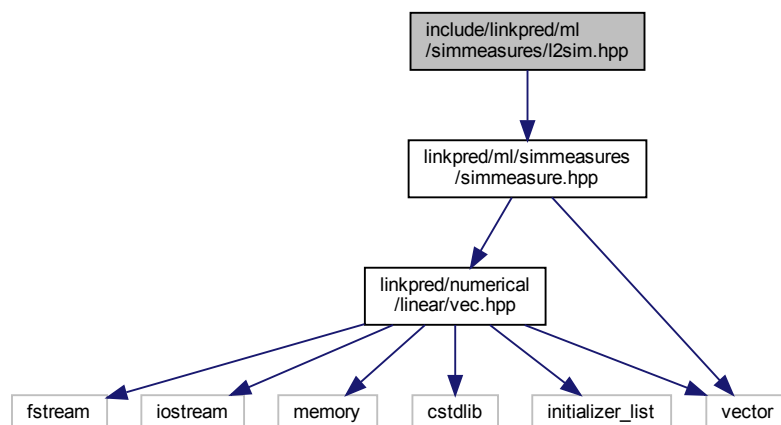 include/linkpred/ml
/simmeasures/l2sim.hpp
linkpred/ml/simmeasures
/simmeasure.hpp
linkpred/numerical
/linear/vec.hpp
fstream
iostream
memory
cstdlib
initializer_list
vector